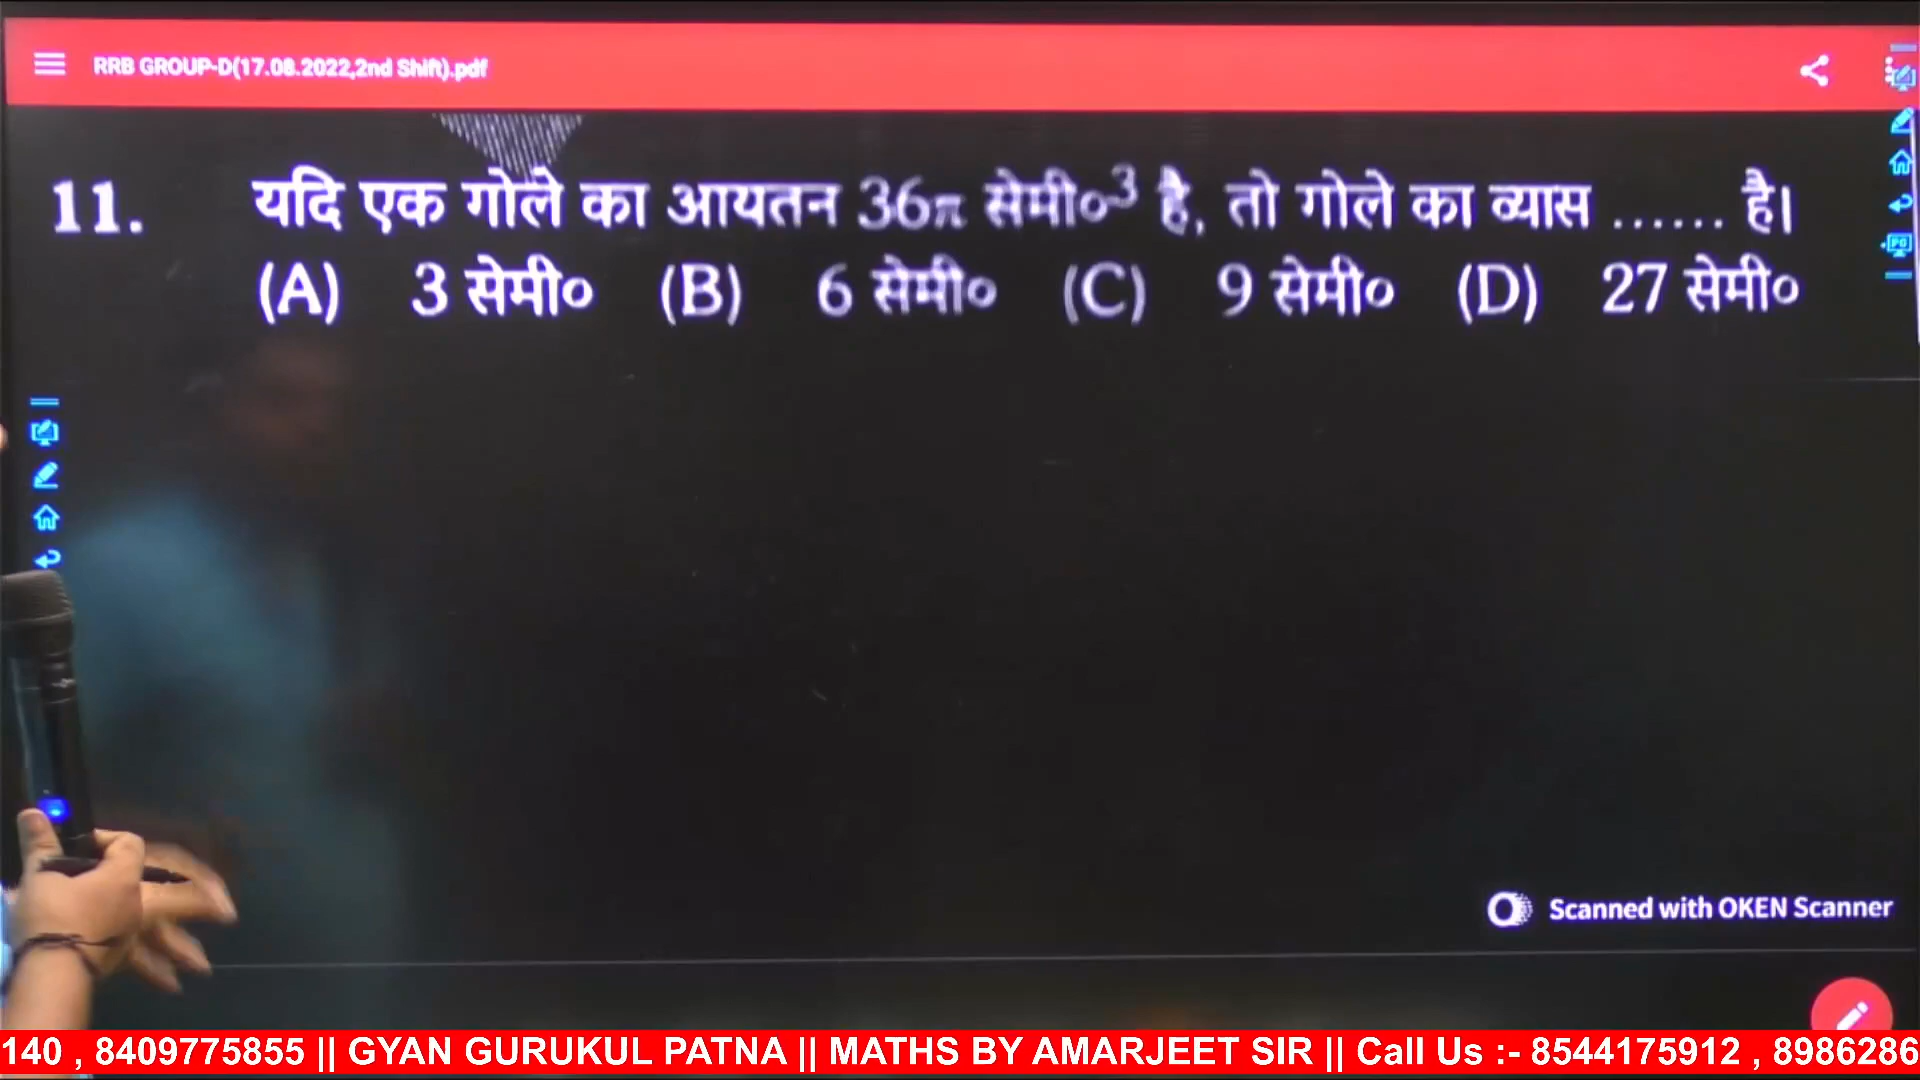 RRB GROUP-D(17.08.2022,2nd Shift).pdf
11. यदि एक गोले का आयतन 36π सेमी०³ है, तो गोले का व्यास ...... है।
(A) 3 सेमी० (B) 6 सेमी० (C) 9 सेमी० (D) 27 सेमी०
Scanned with OKEN Scanner
140 , 8409775855 || GYAN GURUKUL PATNA || MATHS BY AMARJEET SIR || Call Us :- 8544175912 , 8986286